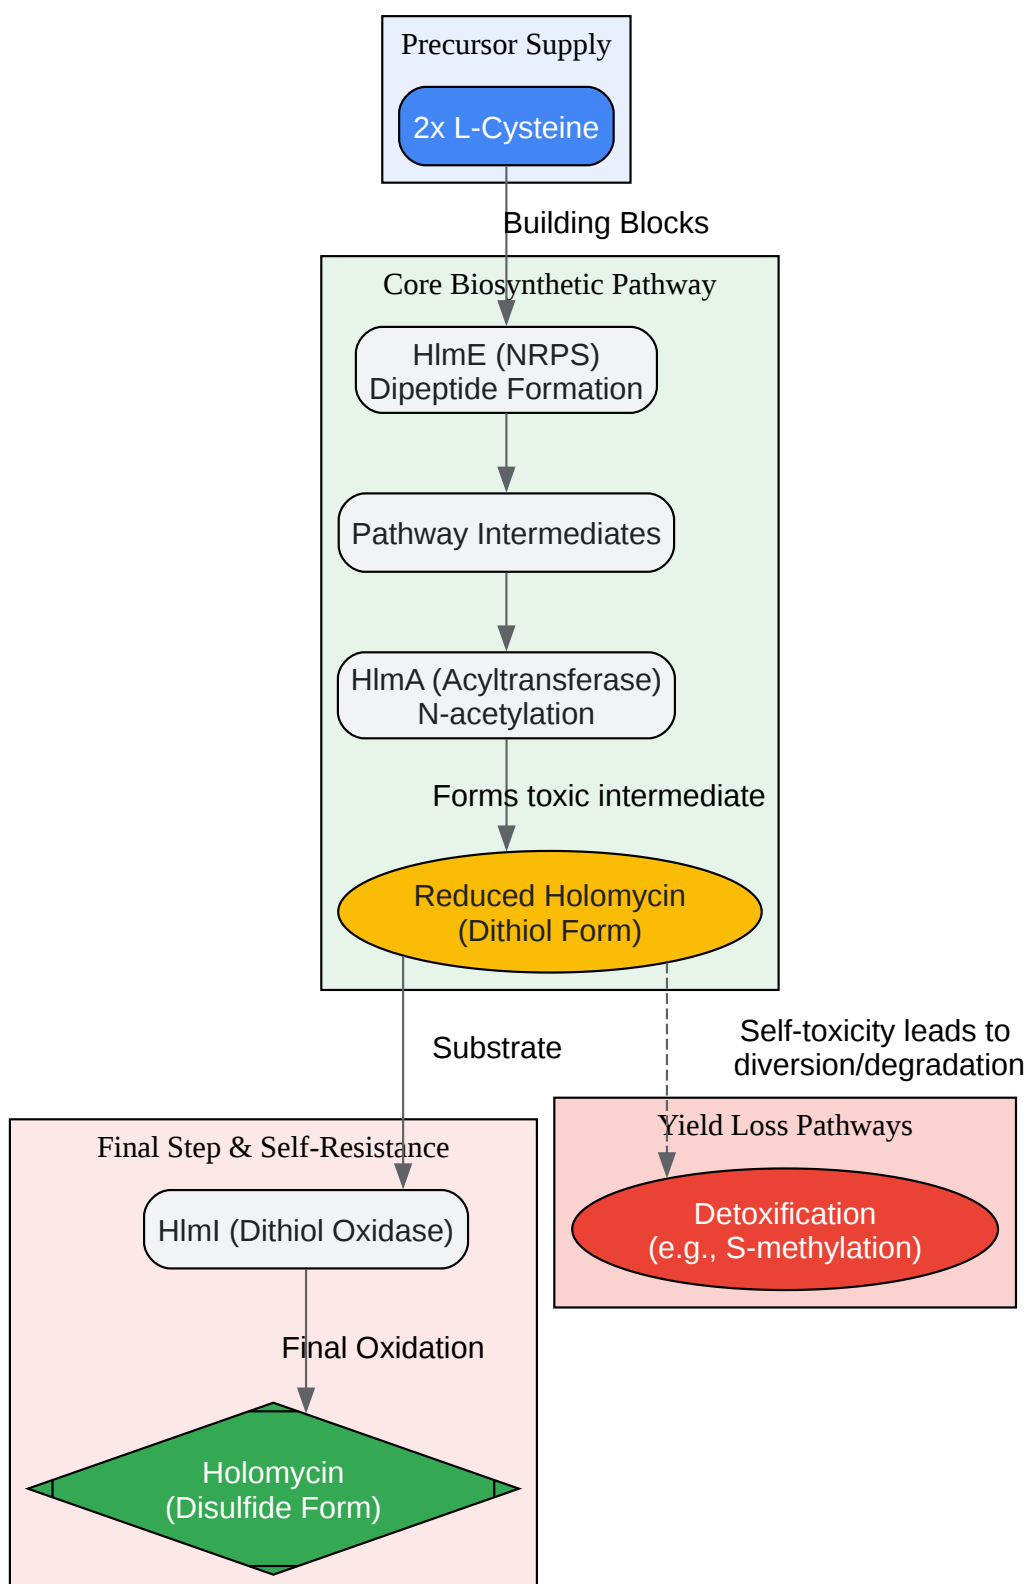 Precursor Supply
2x L-Cysteine
Building Blocks
Core Biosynthetic Pathway
HlmE (NRPS)
Dipeptide Formation
Pathway Intermediates
HlmA (Acyltransferase)
N-acetylation
Forms toxic intermediate
Reduced Holomycin
(Dithiol Form)
Substrate
Self-toxicity leads to
diversion/degradation
Final Step & Self-Resistance
HlmI (Dithiol Oxidase)
Final Oxidation
Holomycin
(Disulfide Form)
Yield Loss Pathways
Detoxification
(e.g., S-methylation)